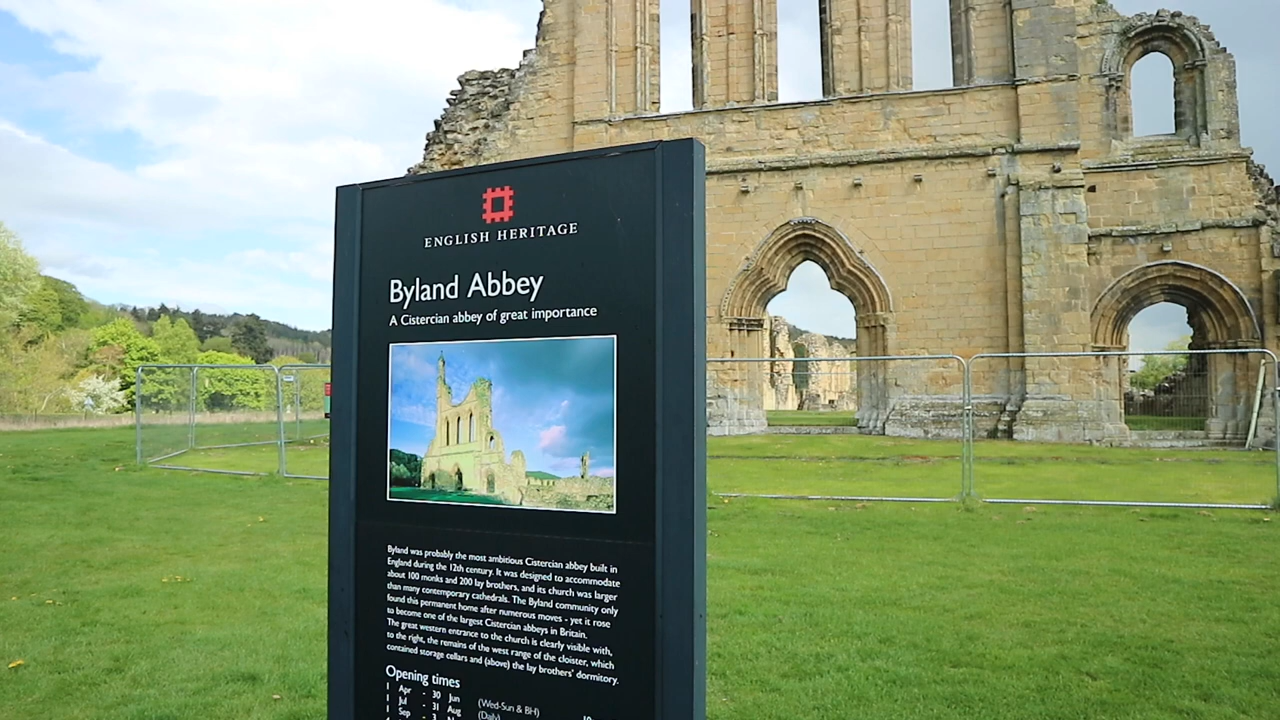 ENGLISH HERITAGE
Byland Abbey
A Cistercian abbey of great importance
Byland was probably the most ambitious Cistercian abbey built in
England during the 12th century. It was designed to accommodate
about 100 monks and 200 lay brothers, and its church was larger
than many contemporary cathedrals. The Byland community only
found this permanent home after numerous moves - yet it rose
to become one of the largest Cistercian abbeys in Britain.
The great western entrance to the church is clearly visible with,
to the right, the remains of the west range of the cloister, which
contained storage cellars and (above) the lay brothers' dormitory.
Opening times
1 Apr - 30 Jun (Wed-Sun & BH)
1 Jul - 31 Aug (Daily)
1 Sep